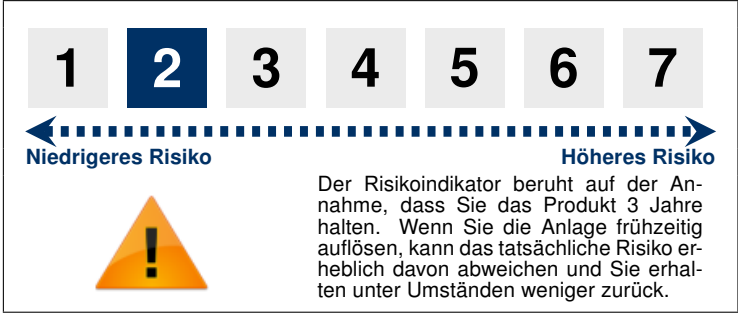 1 2 3 4 5 6 7
Niedrigeres Risiko Höheres Risiko
Der Risikoindikator beruht auf der An-
nahme, dass Sie das Produkt 3 Jahre
halten. Wenn Sie die Anlage frühzeitig
auflösen, kann das tatsächliche Risiko er-
heblich davon abweichen und Sie erhal-
ten unter Umständen weniger zurück.
!